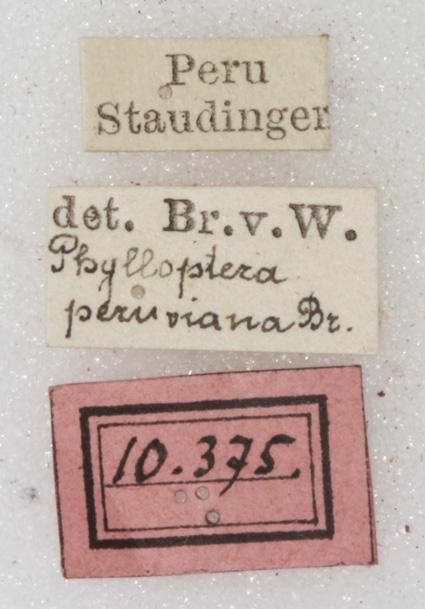 Peru
Staudinger
det. Br.v.W.
Phylloptera
peruviana Br.
10.375.